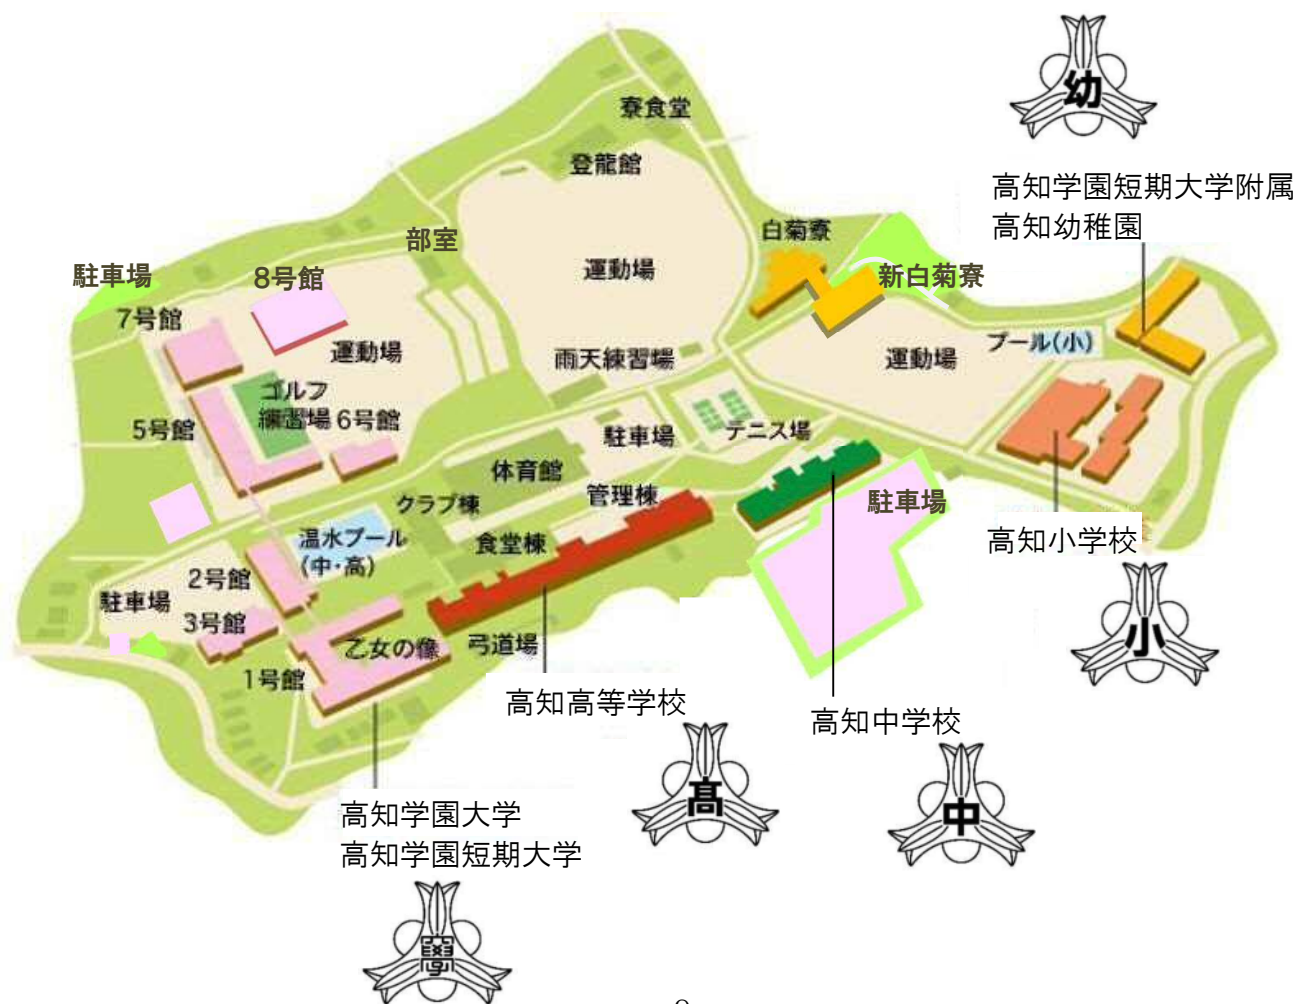 幼
高知学園短期大学附属
高知幼稚園
寮食堂
登龍館
白菊寮
部室
運動場
新白菊寮
駐車場
8号館
7号館
運動場
雨天練習場
運動場
プール(小)
ゴルフ
練習場
6号館
5号館
駐車場
テニス場
体育館
管理棟
クラブ棟
駐車場
温水プール
(中・高)
食堂棟
高知小学校
2号館
駐車場
3号館
乙女の像
弓道場
小
1号館
高知高等学校
高知中学校
髙
中
高知学園大学
高知学園短期大学
學